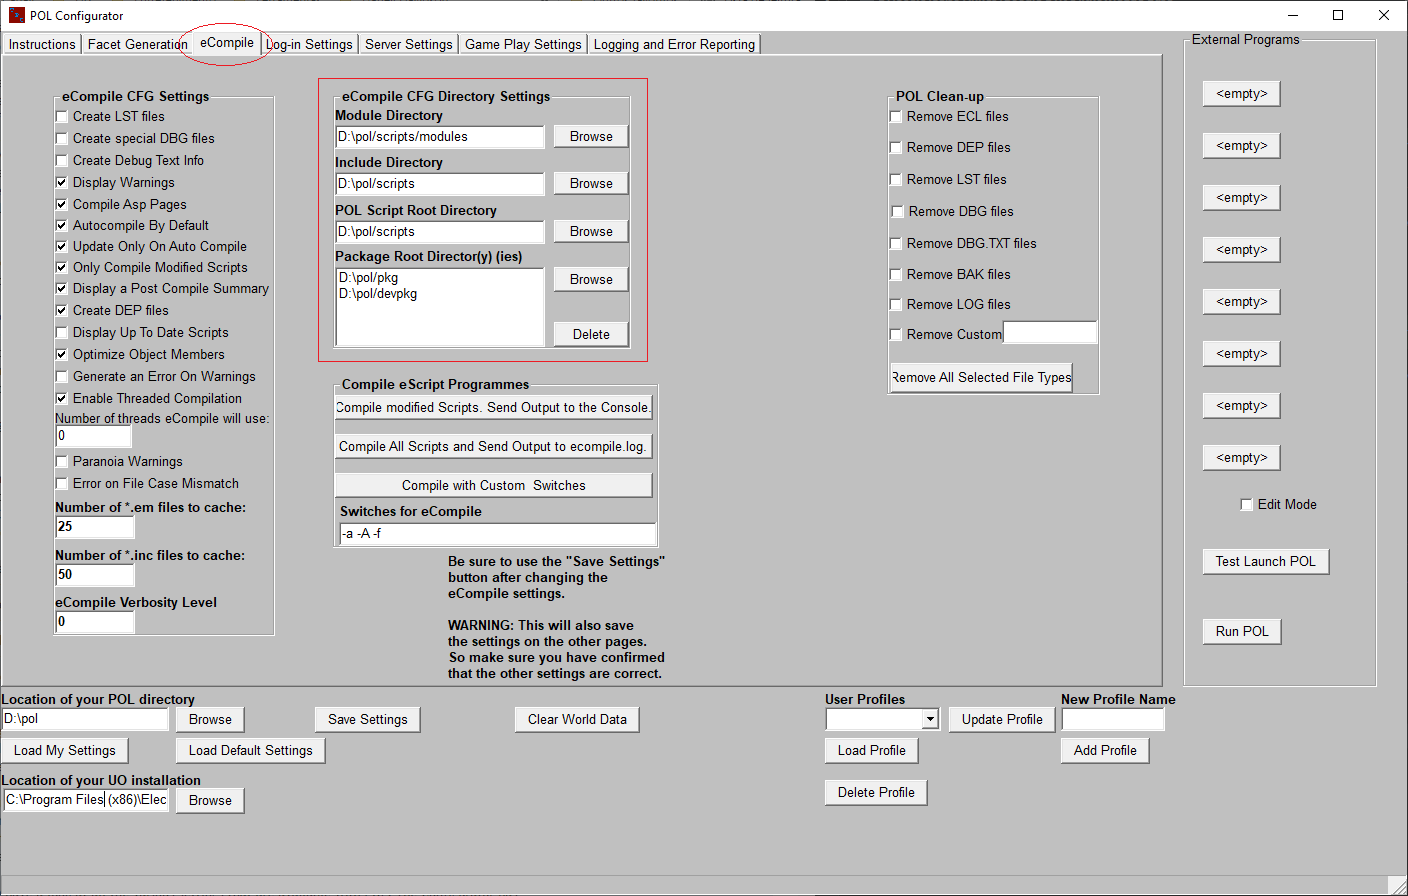 POL Configurator
Instructions
Facet Generation
eCompile
Log-in Settings
Server Settings
Game Play Settings
Logging and Error Reporting
eCompile CFG Settings
Create LST files
Create special DBG files
Create Debug Text Info
Display Warnings
Compile Asp Pages
Autocompile By Default
Update Only On Auto Compile
Only Compile Modified Scripts
Display a Post Compile Summary
Create DEP files
Display Up To Date Scripts
Optimize Object Members
Generate an Error On Warnings
Enable Threaded Compilation
Number of threads eCompile will use:
0
Paranoia Warnings
Error on File Case Mismatch
Number of *.em files to cache:
25
Number of *.inc files to cache:
50
eCompile Verbosity Level
0
eCompile CFG Directory Settings
Module Directory
D:\pol/scripts/modules
Browse
Include Directory
D:\pol/scripts
Browse
POL Script Root Directory
D:\pol/scripts
Browse
Package Root Director(y) (ies)
D:\pol/pkg
D:\pol/devpkg
Browse
Delete
Compile eScript Programmes
Compile modified Scripts. Send Output to the Console.
Compile All Scripts and Send Output to ecompile.log.
Compile with Custom  Switches
Switches for eCompile
-a -A -f
Be sure to use the "Save Settings"
button after changing the
eCompile settings.
WARNING: This will also save
the settings on the other pages.
So make sure you have confirmed
that the other settings are correct.
POL Clean-up
Remove ECL files
Remove DEP files
Remove LST files
Remove DBG files
Remove DBG.TXT files
Remove BAK files
Remove LOG files
Remove Custom
Remove All Selected File Types
External Programs
<empty>
<empty>
<empty>
<empty>
<empty>
<empty>
<empty>
<empty>
Edit Mode
Test Launch POL
Run POL
Location of your POL directory
D:\pol
Browse
Save Settings
Clear World Data
Load My Settings
Load Default Settings
Location of your UO installation
C:\Program Files (x86)\Elec
Browse
User Profiles
Update Profile
New Profile Name
Load Profile
Add Profile
Delete Profile